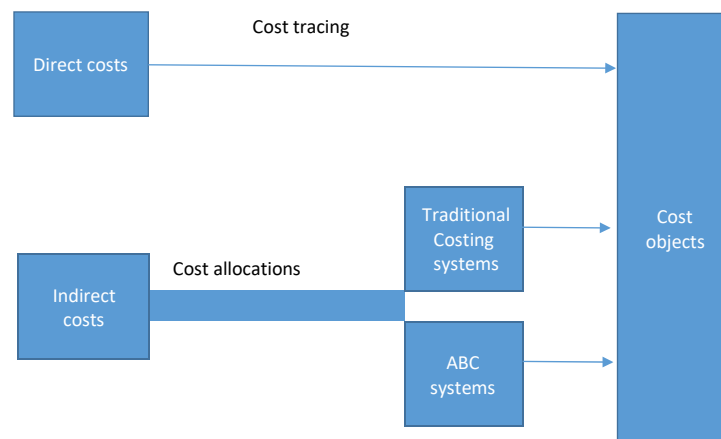 Cost tracing
Direct costs
Traditional
Costing
systems
Cost
objects
Cost allocations
Indirect
costs
ABC
systems